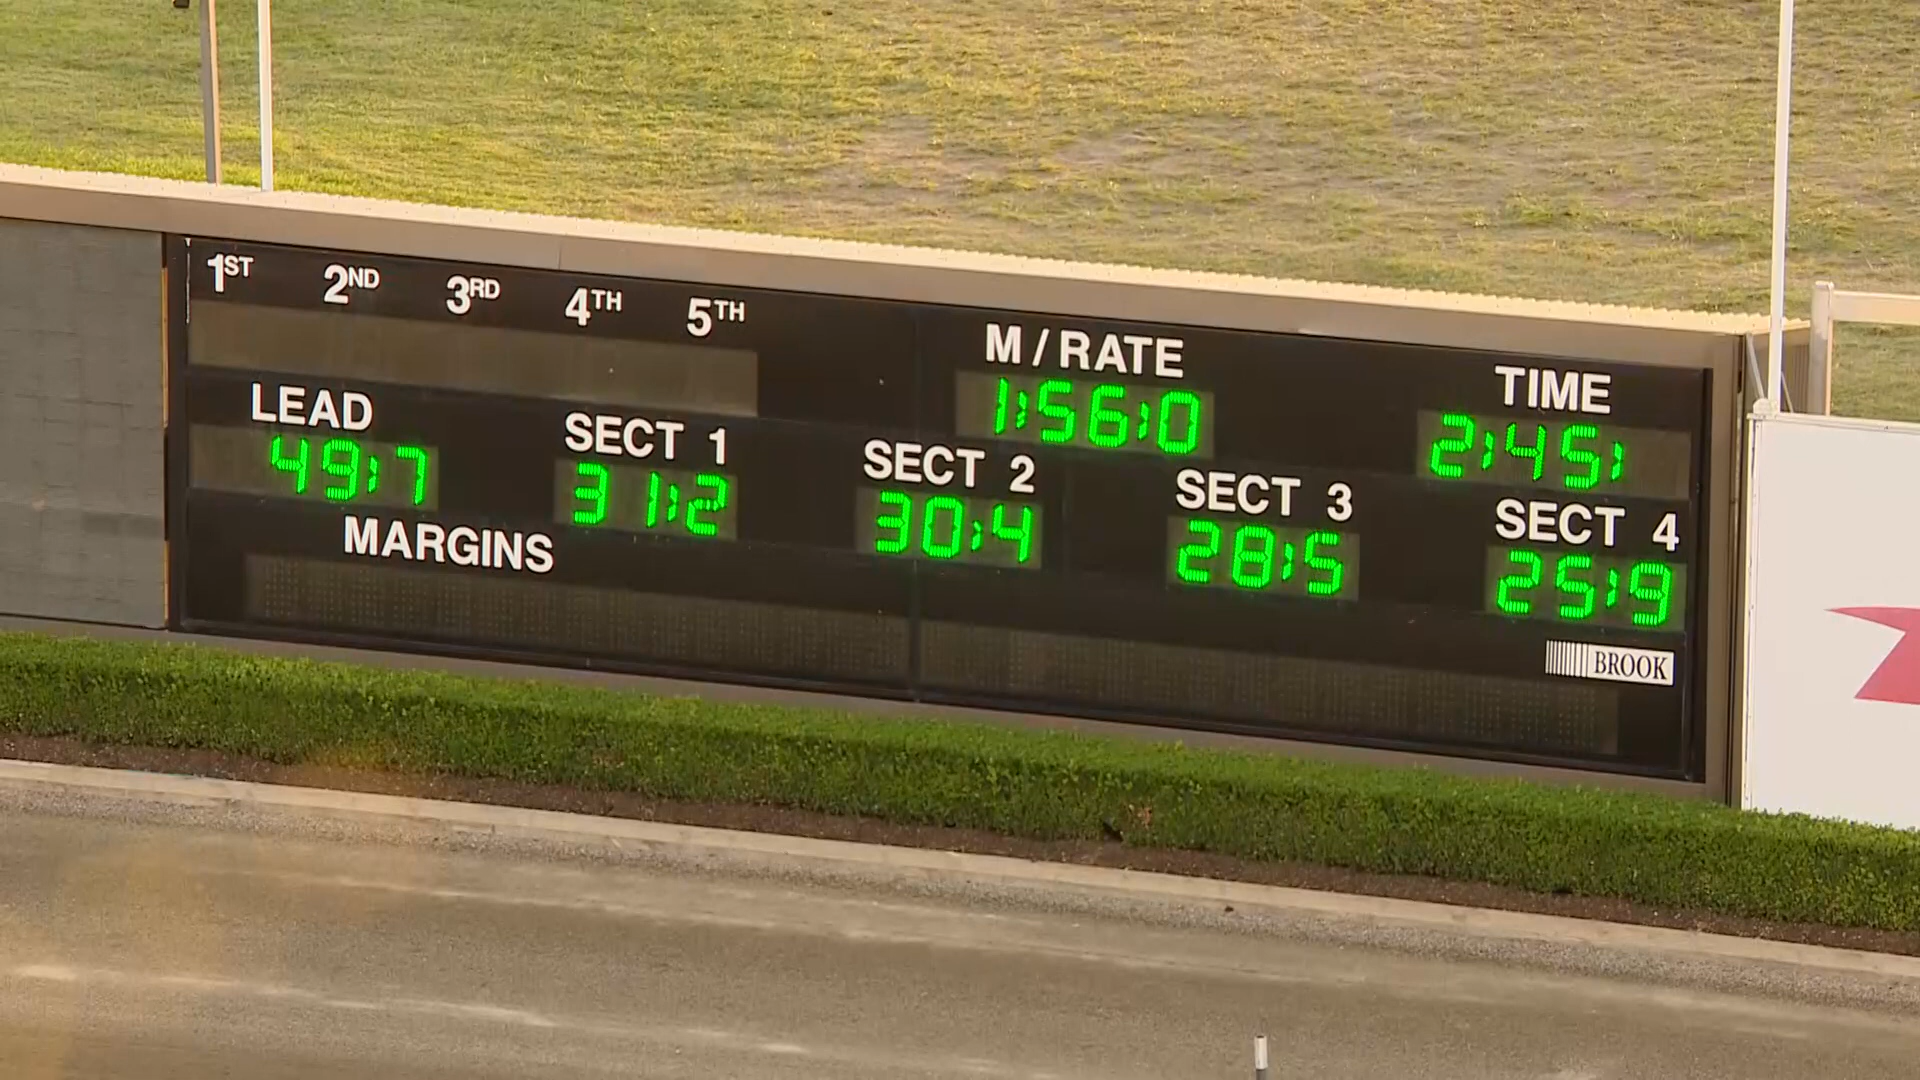 1ST 2ND 3RD 4TH 5TH
M / RATE
1:56:0
TIME
2:45:
LEAD
49:7
SECT 1
31:2
SECT 2
30:4
SECT 3
28:5
SECT 4
25:9
MARGINS
BROOK